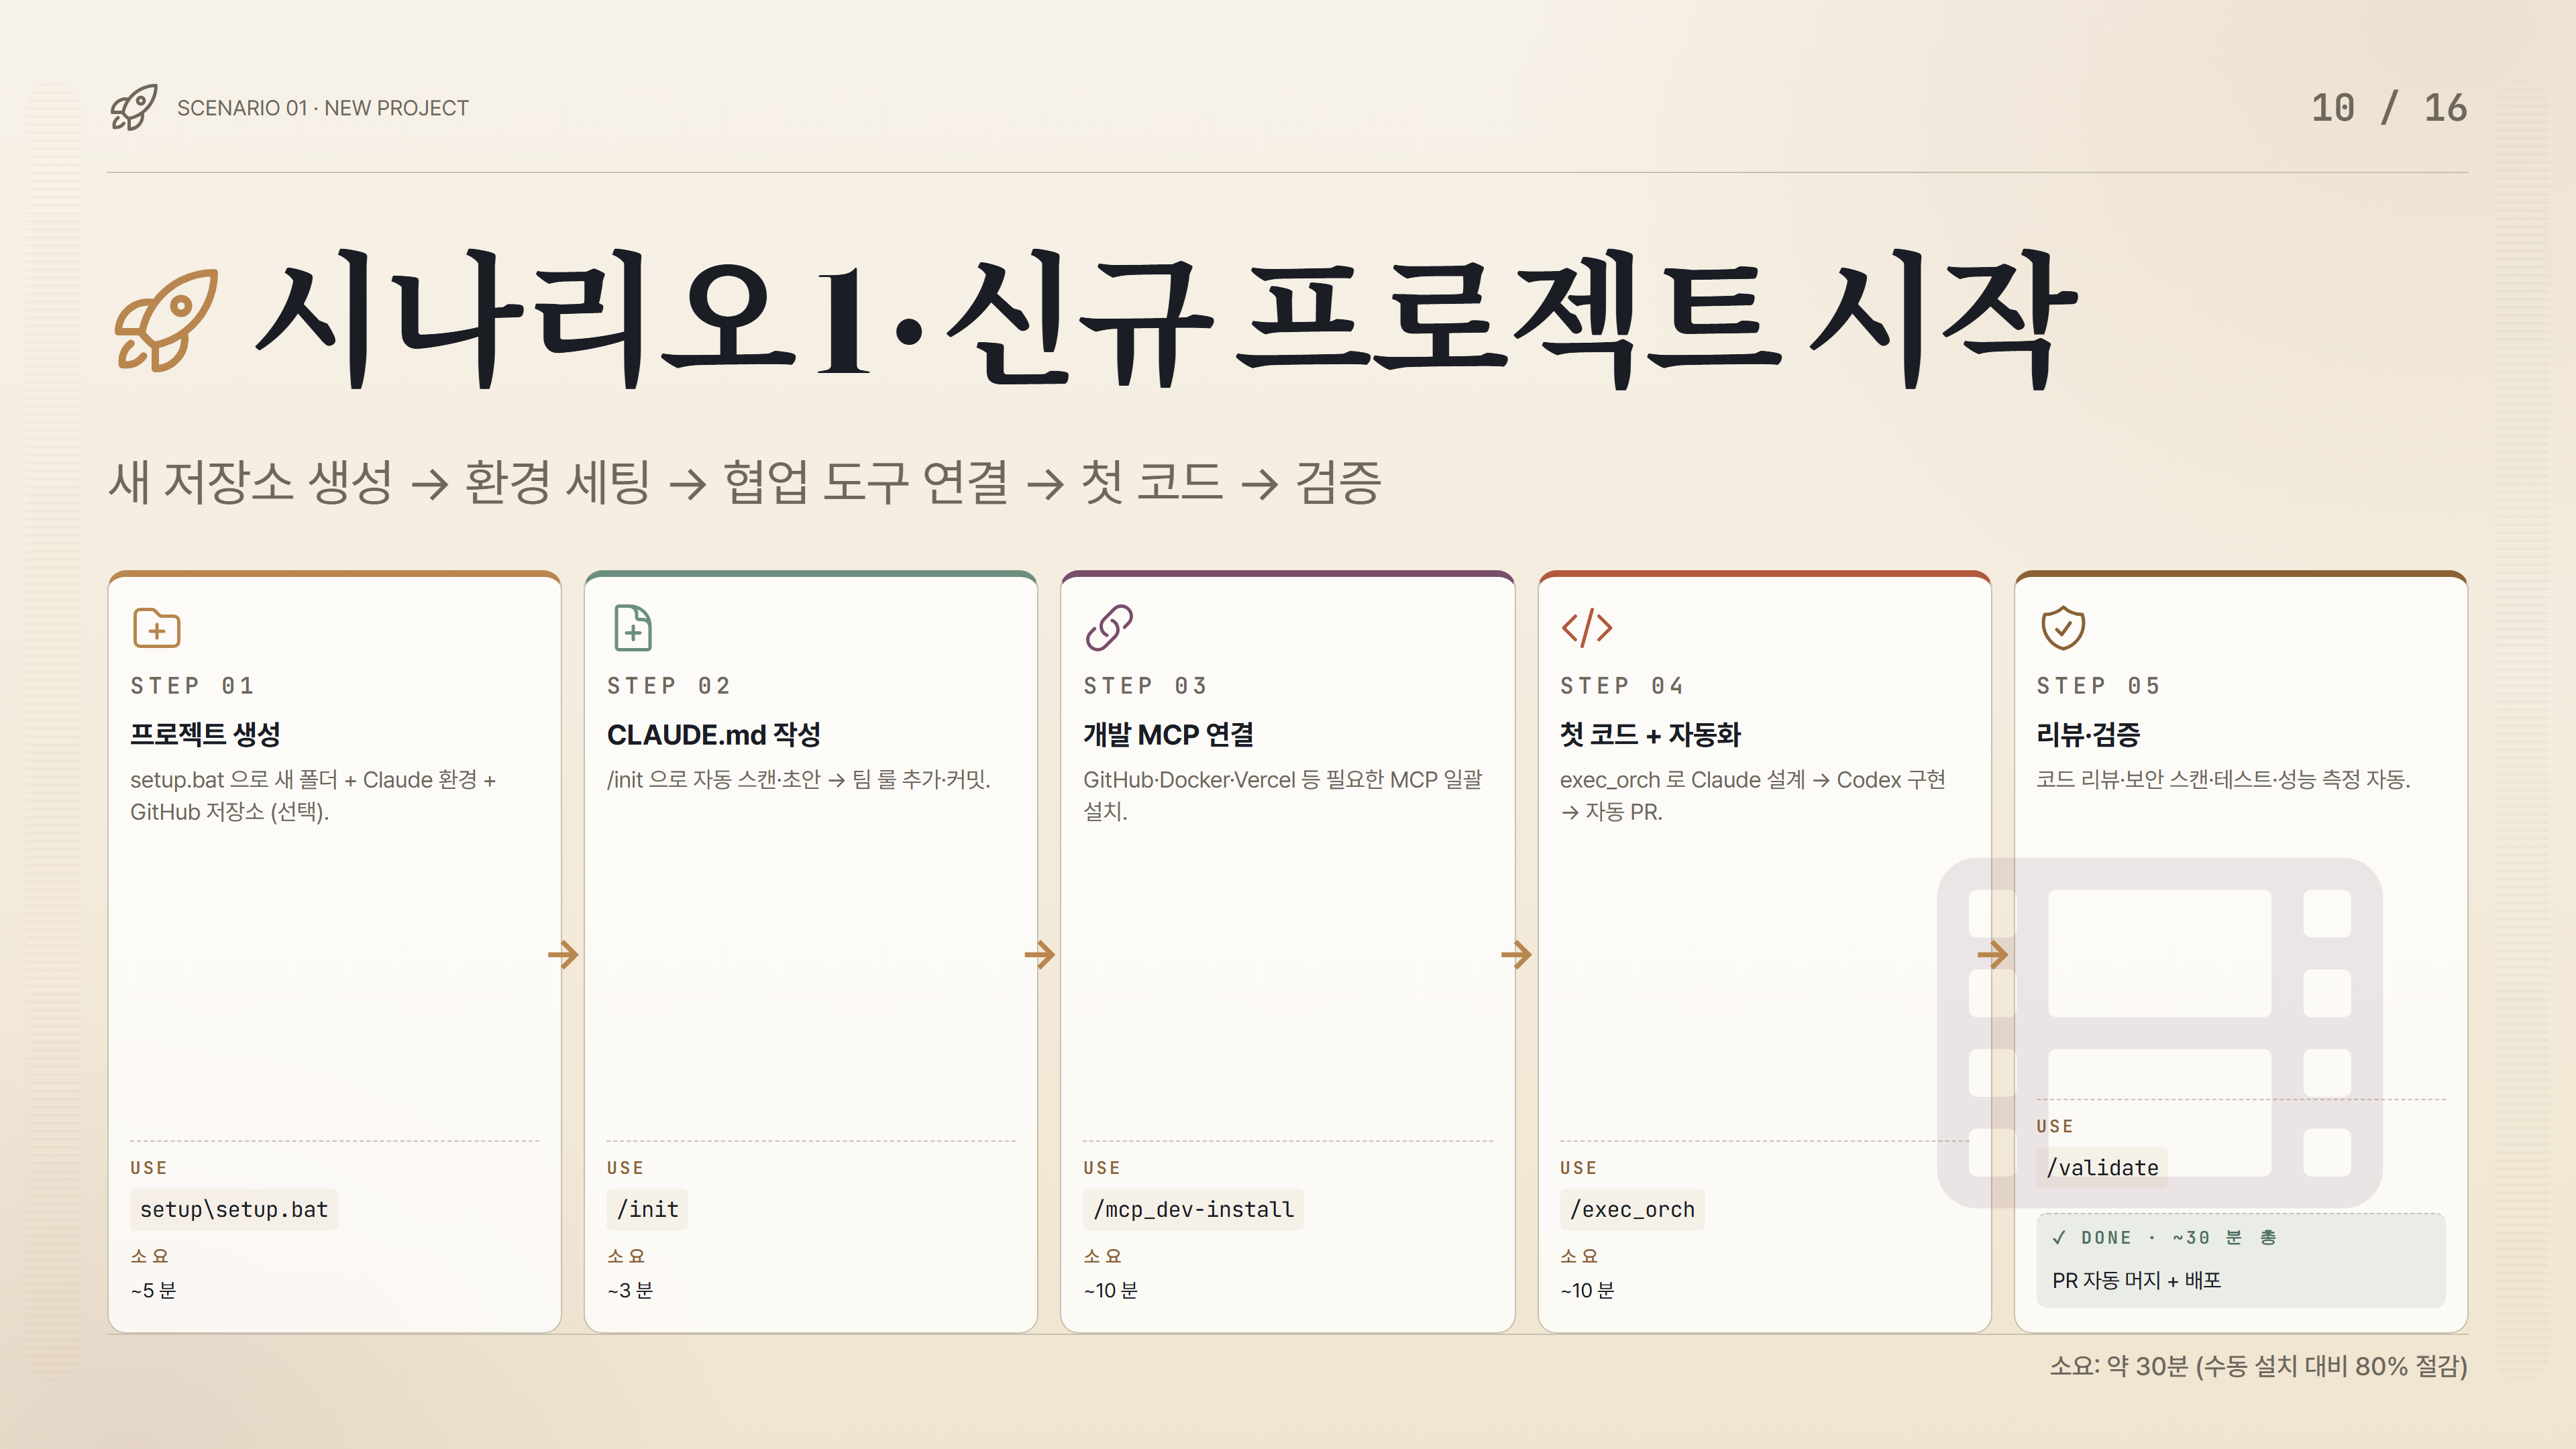 SCENARIO 01 · NEW PROJECT
10 / 16
시나리오 1 · 신규 프로젝트 시작
새 저장소 생성 → 환경 세팅 → 협업 도구 연결 → 첫 코드 → 검증
STEP 01
프로젝트 생성
setup.bat 으로 새 폴더 + Claude 환경 +
GitHub 저장소 (선택).
USE
setup\setup.bat
소요
~5 분
STEP 02
CLAUDE.md 작성
/init 으로 자동 스캔·초안 → 팀 룰 추가·커밋.
USE
/init
소요
~3 분
STEP 03
개발 MCP 연결
GitHub·Docker·Vercel 등 필요한 MCP 일괄
설치.
USE
/mcp_dev-install
소요
~10 분
STEP 04
첫 코드 + 자동화
exec_orch 로 Claude 설계 → Codex 구현
→ 자동 PR.
USE
/exec_orch
소요
~10 분
STEP 05
리뷰·검증
코드 리뷰·보안 스캔·테스트·성능 측정 자동.
USE
/validate
✓ DONE · ~30 분 총
PR 자동 머지 + 배포
소요: 약 30분 (수동 설치 대비 80% 절감)